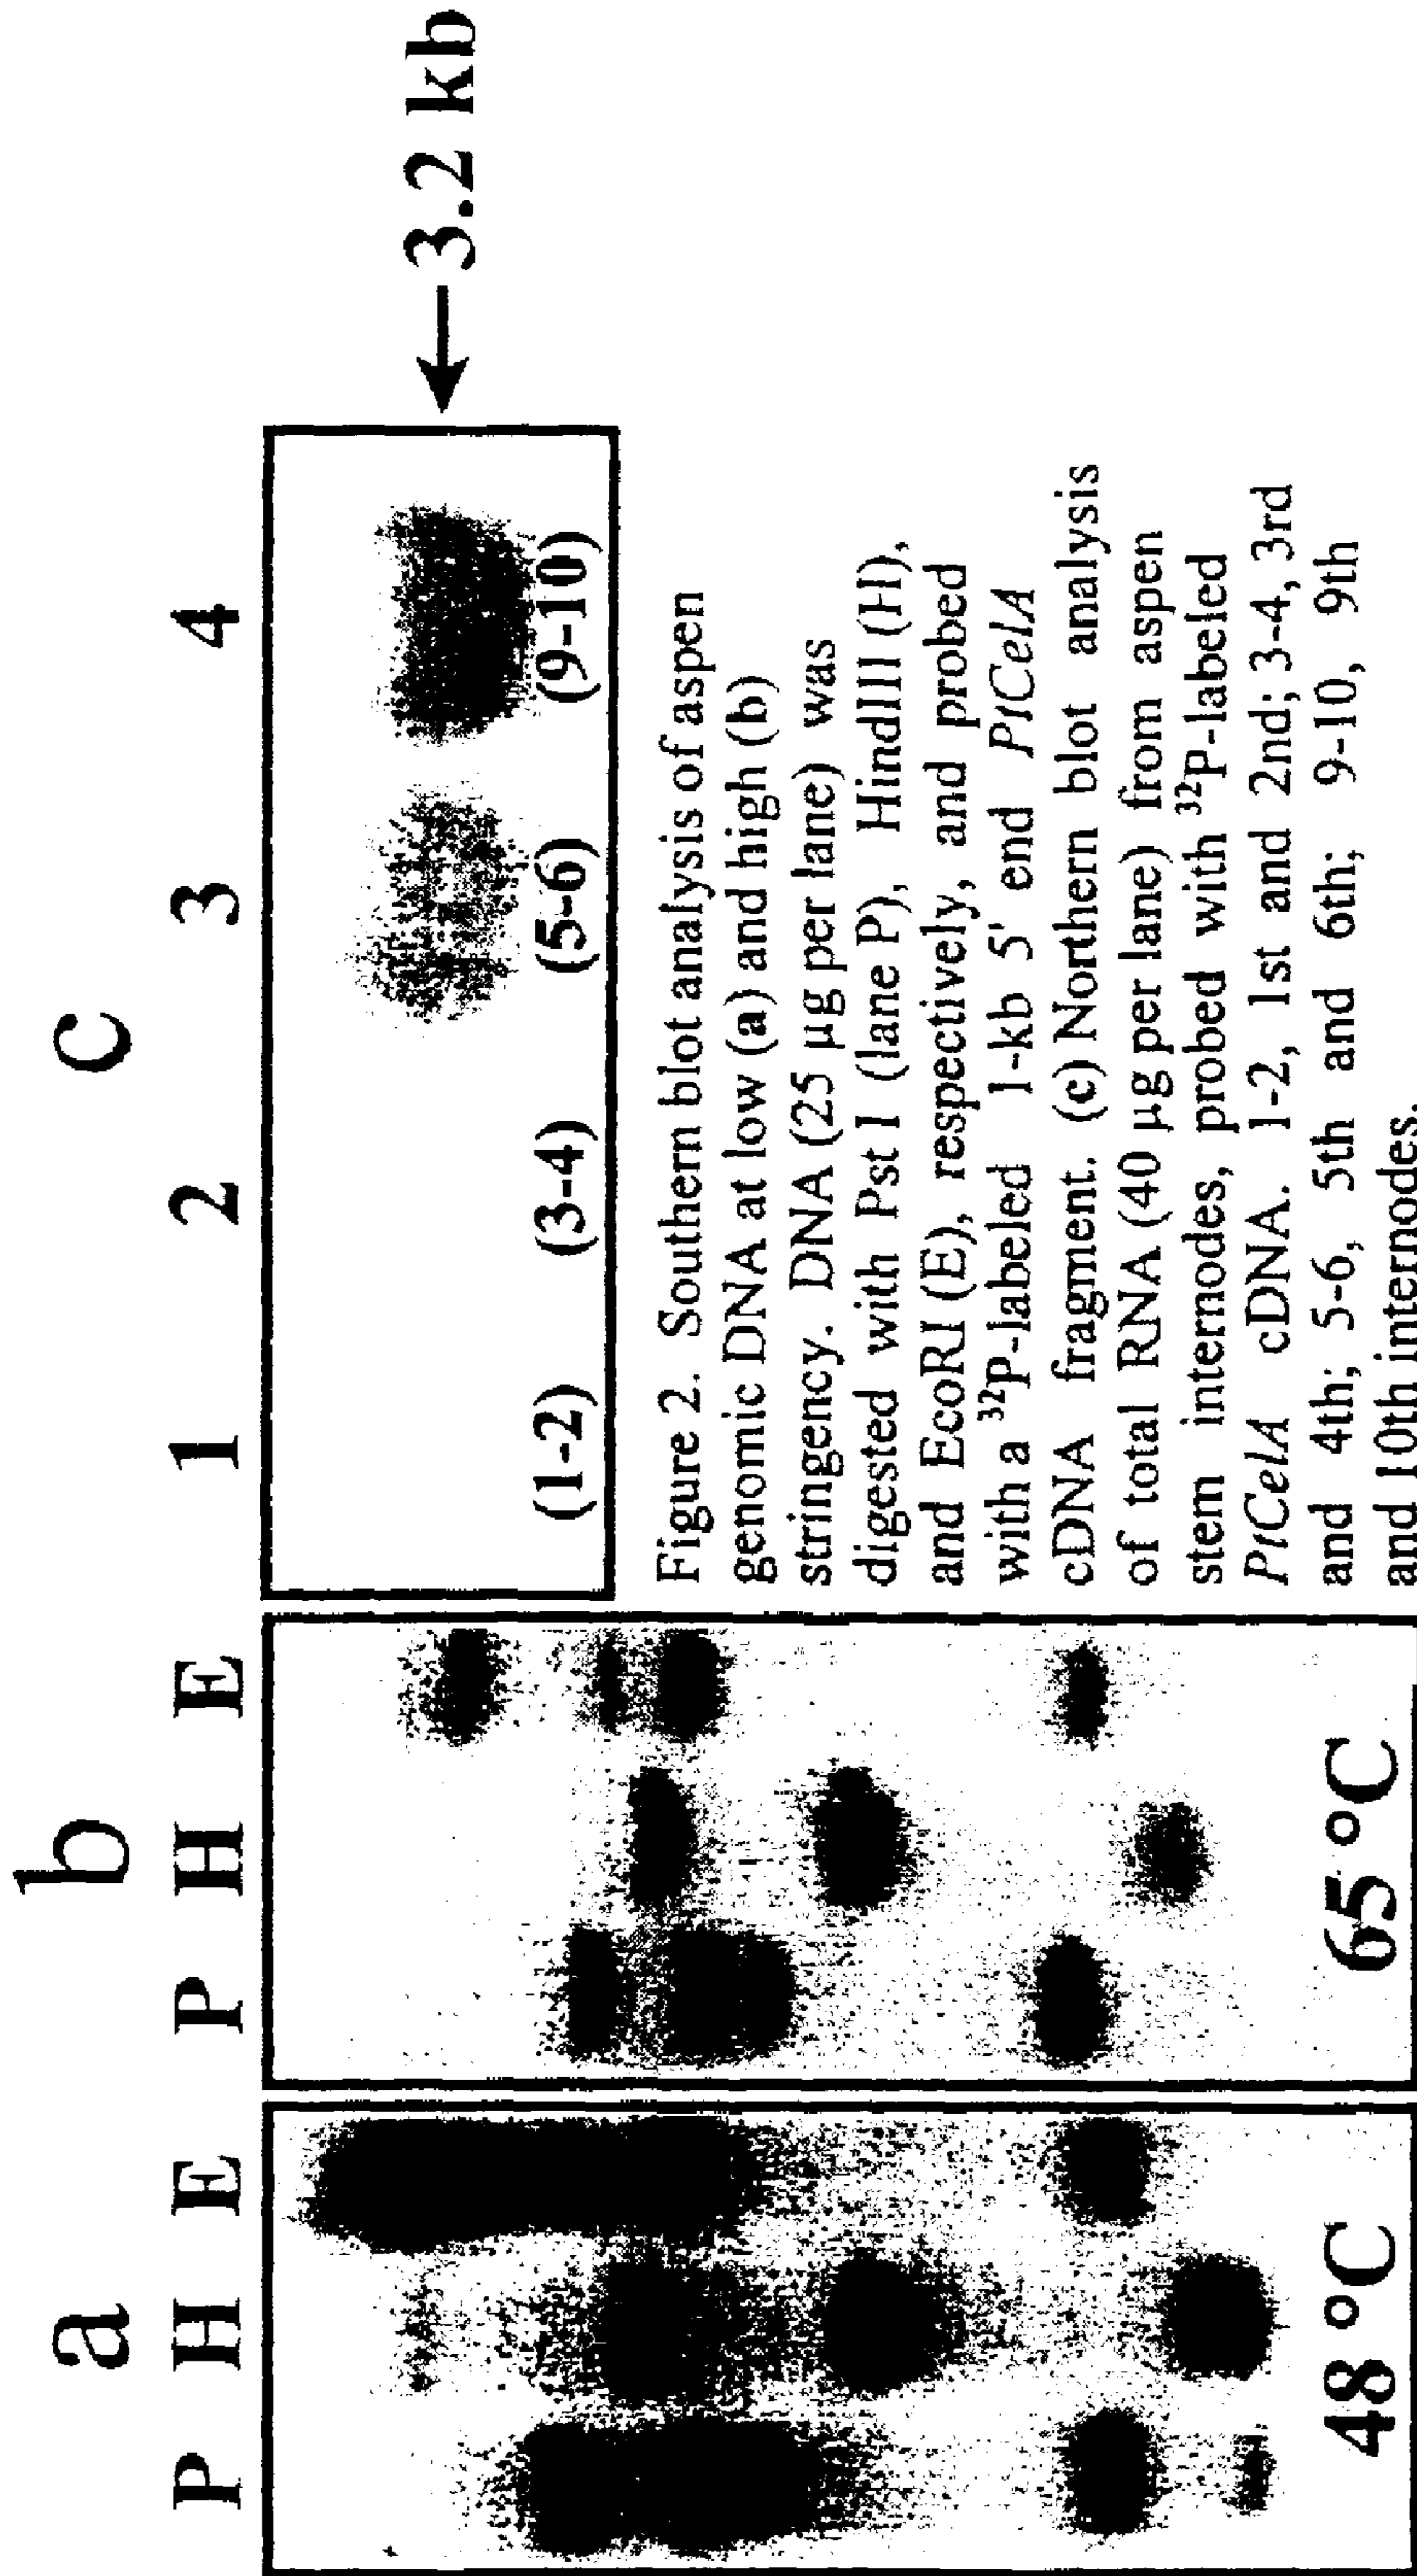 a b c
P H E P H E 1 2 3 4
←3.2 kb
(1-2) (3-4) (5-6) (9-10)
48 °C 65 °C
Figure 2. Southern blot analysis of aspen
genomic DNA at low (a) and high (b)
stringency. DNA (25 µg per lane) was
digested with Pst I (lane P), HindIII (H),
and EcoRI (E), respectively, and probed
with a ³²P-labeled 1-kb 5' end PtCelA
cDNA fragment. (c) Northern blot analysis
of total RNA (40 µg per lane) from aspen
stem internodes, probed with ³²P-labeled
PtCelA cDNA. 1-2, 1st and 2nd; 3-4, 3rd
and 4th; 5-6, 5th and 6th; 9-10, 9th
and 10th internodes.